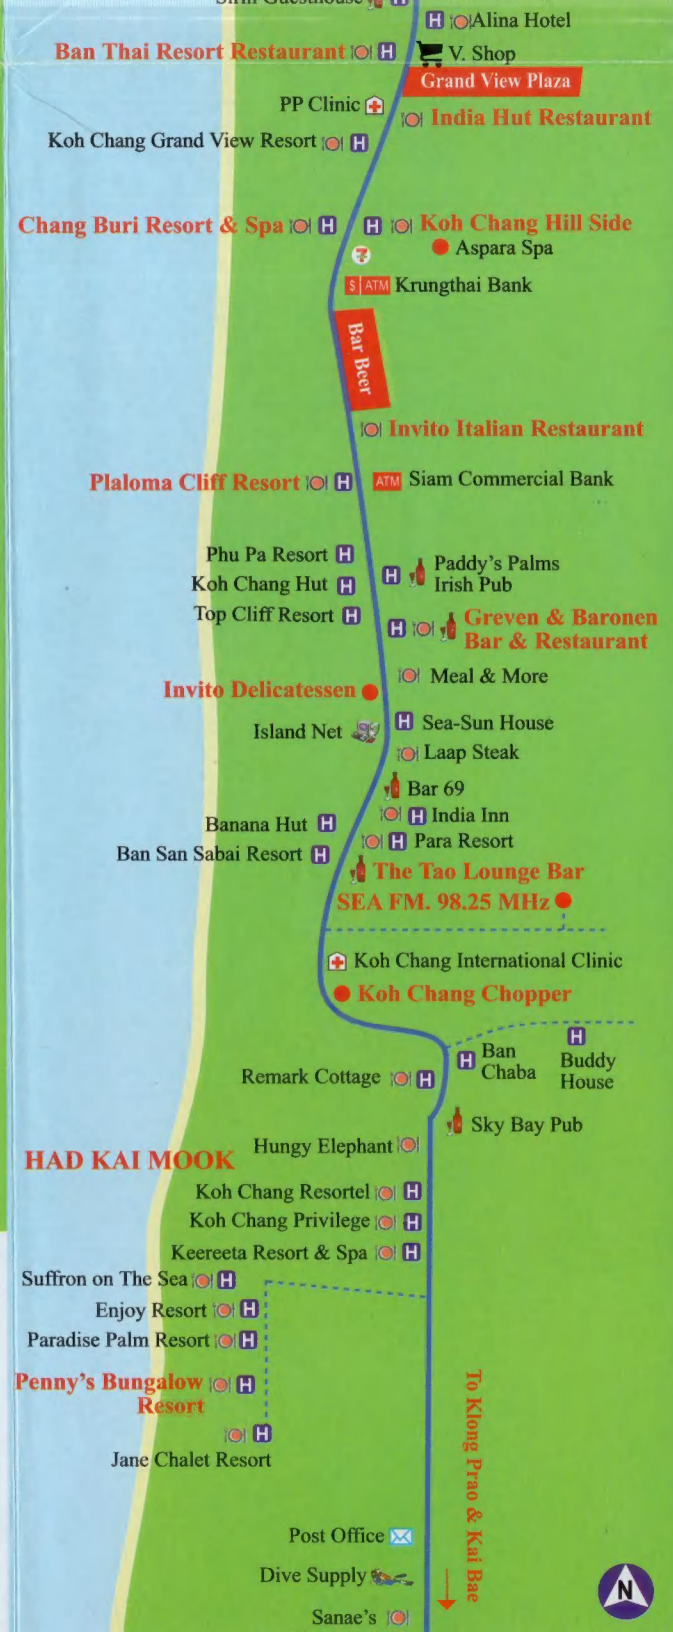 Sirin Guesthouse
H
Alina Hotel
Ban Thai Resort Restaurant
H
V. Shop
Grand View Plaza
PP Clinic
India Hut Restaurant
Koh Chang Grand View Resort
H
Chang Buri Resort & Spa
H
H
Koh Chang Hill Side
Aspara Spa
7
$ ATM
Krungthai Bank
Bar Beer
Invito Italian Restaurant
Plaloma Cliff Resort
H
ATM
Siam Commercial Bank
Phu Pa Resort
H
Koh Chang Hut
H
Top Cliff Resort
H
H
Paddy's Palms
Irish Pub
H
Greven & Baronen
Bar & Restaurant
Meal & More
Invito Delicatessen
Island Net
H
Sea-Sun House
Laap Steak
Bar 69
H
India Inn
Banana Hut
H
H
Para Resort
Ban San Sabai Resort
H
The Tao Lounge Bar
SEA FM. 98.25 MHz
Koh Chang International Clinic
Koh Chang Chopper
H
Ban
Chaba
H
Buddy
House
Remark Cottage
H
Sky Bay Pub
Hungy Elephant
HAD KAI MOOK
Koh Chang Resortel
H
Koh Chang Privilege
H
Keereeta Resort & Spa
H
Suffron on The Sea
H
Enjoy Resort
H
Paradise Palm Resort
H
Penny's Bungalow
Resort
H
H
Jane Chalet Resort
To Klong Prao & Kai Bae
Post Office
Dive Supply
Sanae's
N